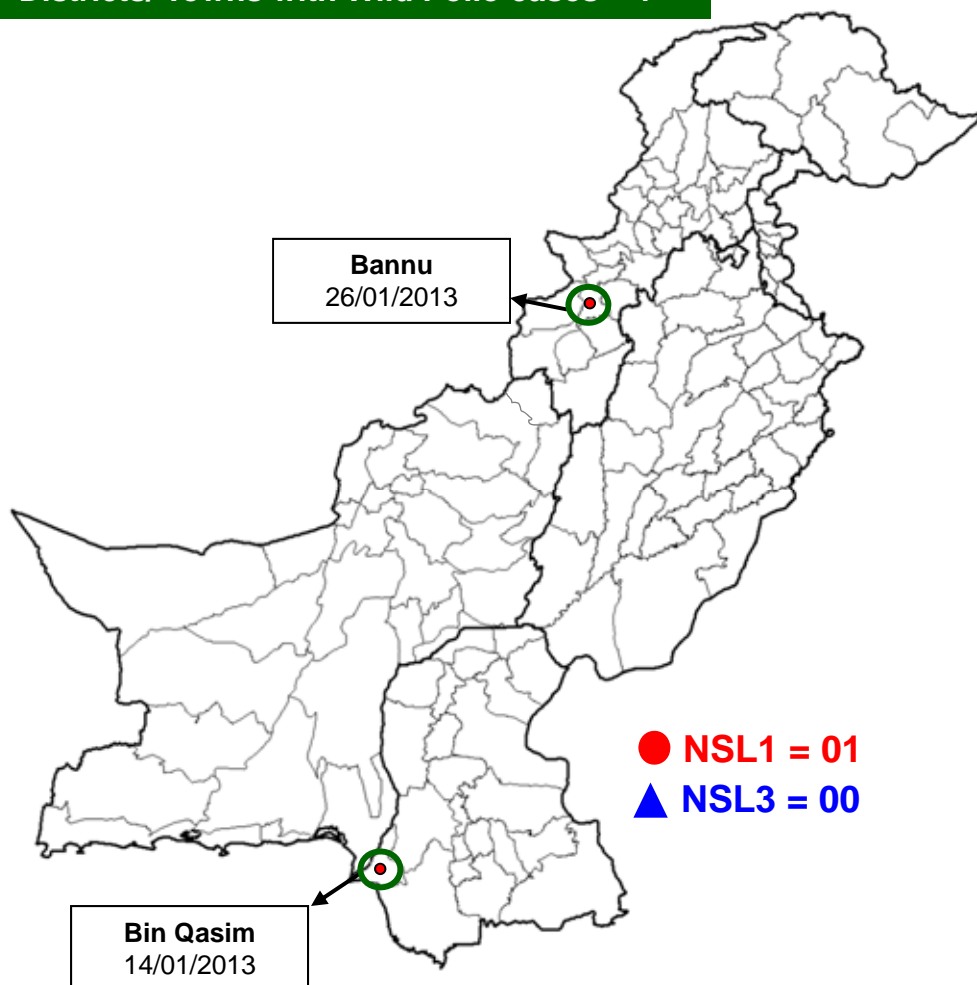 Bannu
26/01/2013
NSL1 = 01
NSL3 = 00
Bin Qasim
14/01/2013